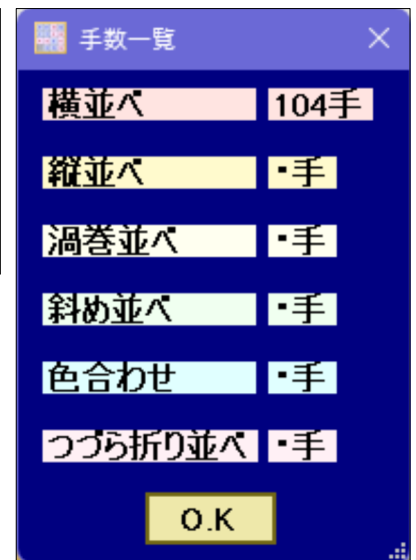 手数一覧
横並べ 104手
縦並べ ・手
渦巻並べ ・手
斜め並べ ・手
色合わせ ・手
つづら折り並べ ・手
O.K